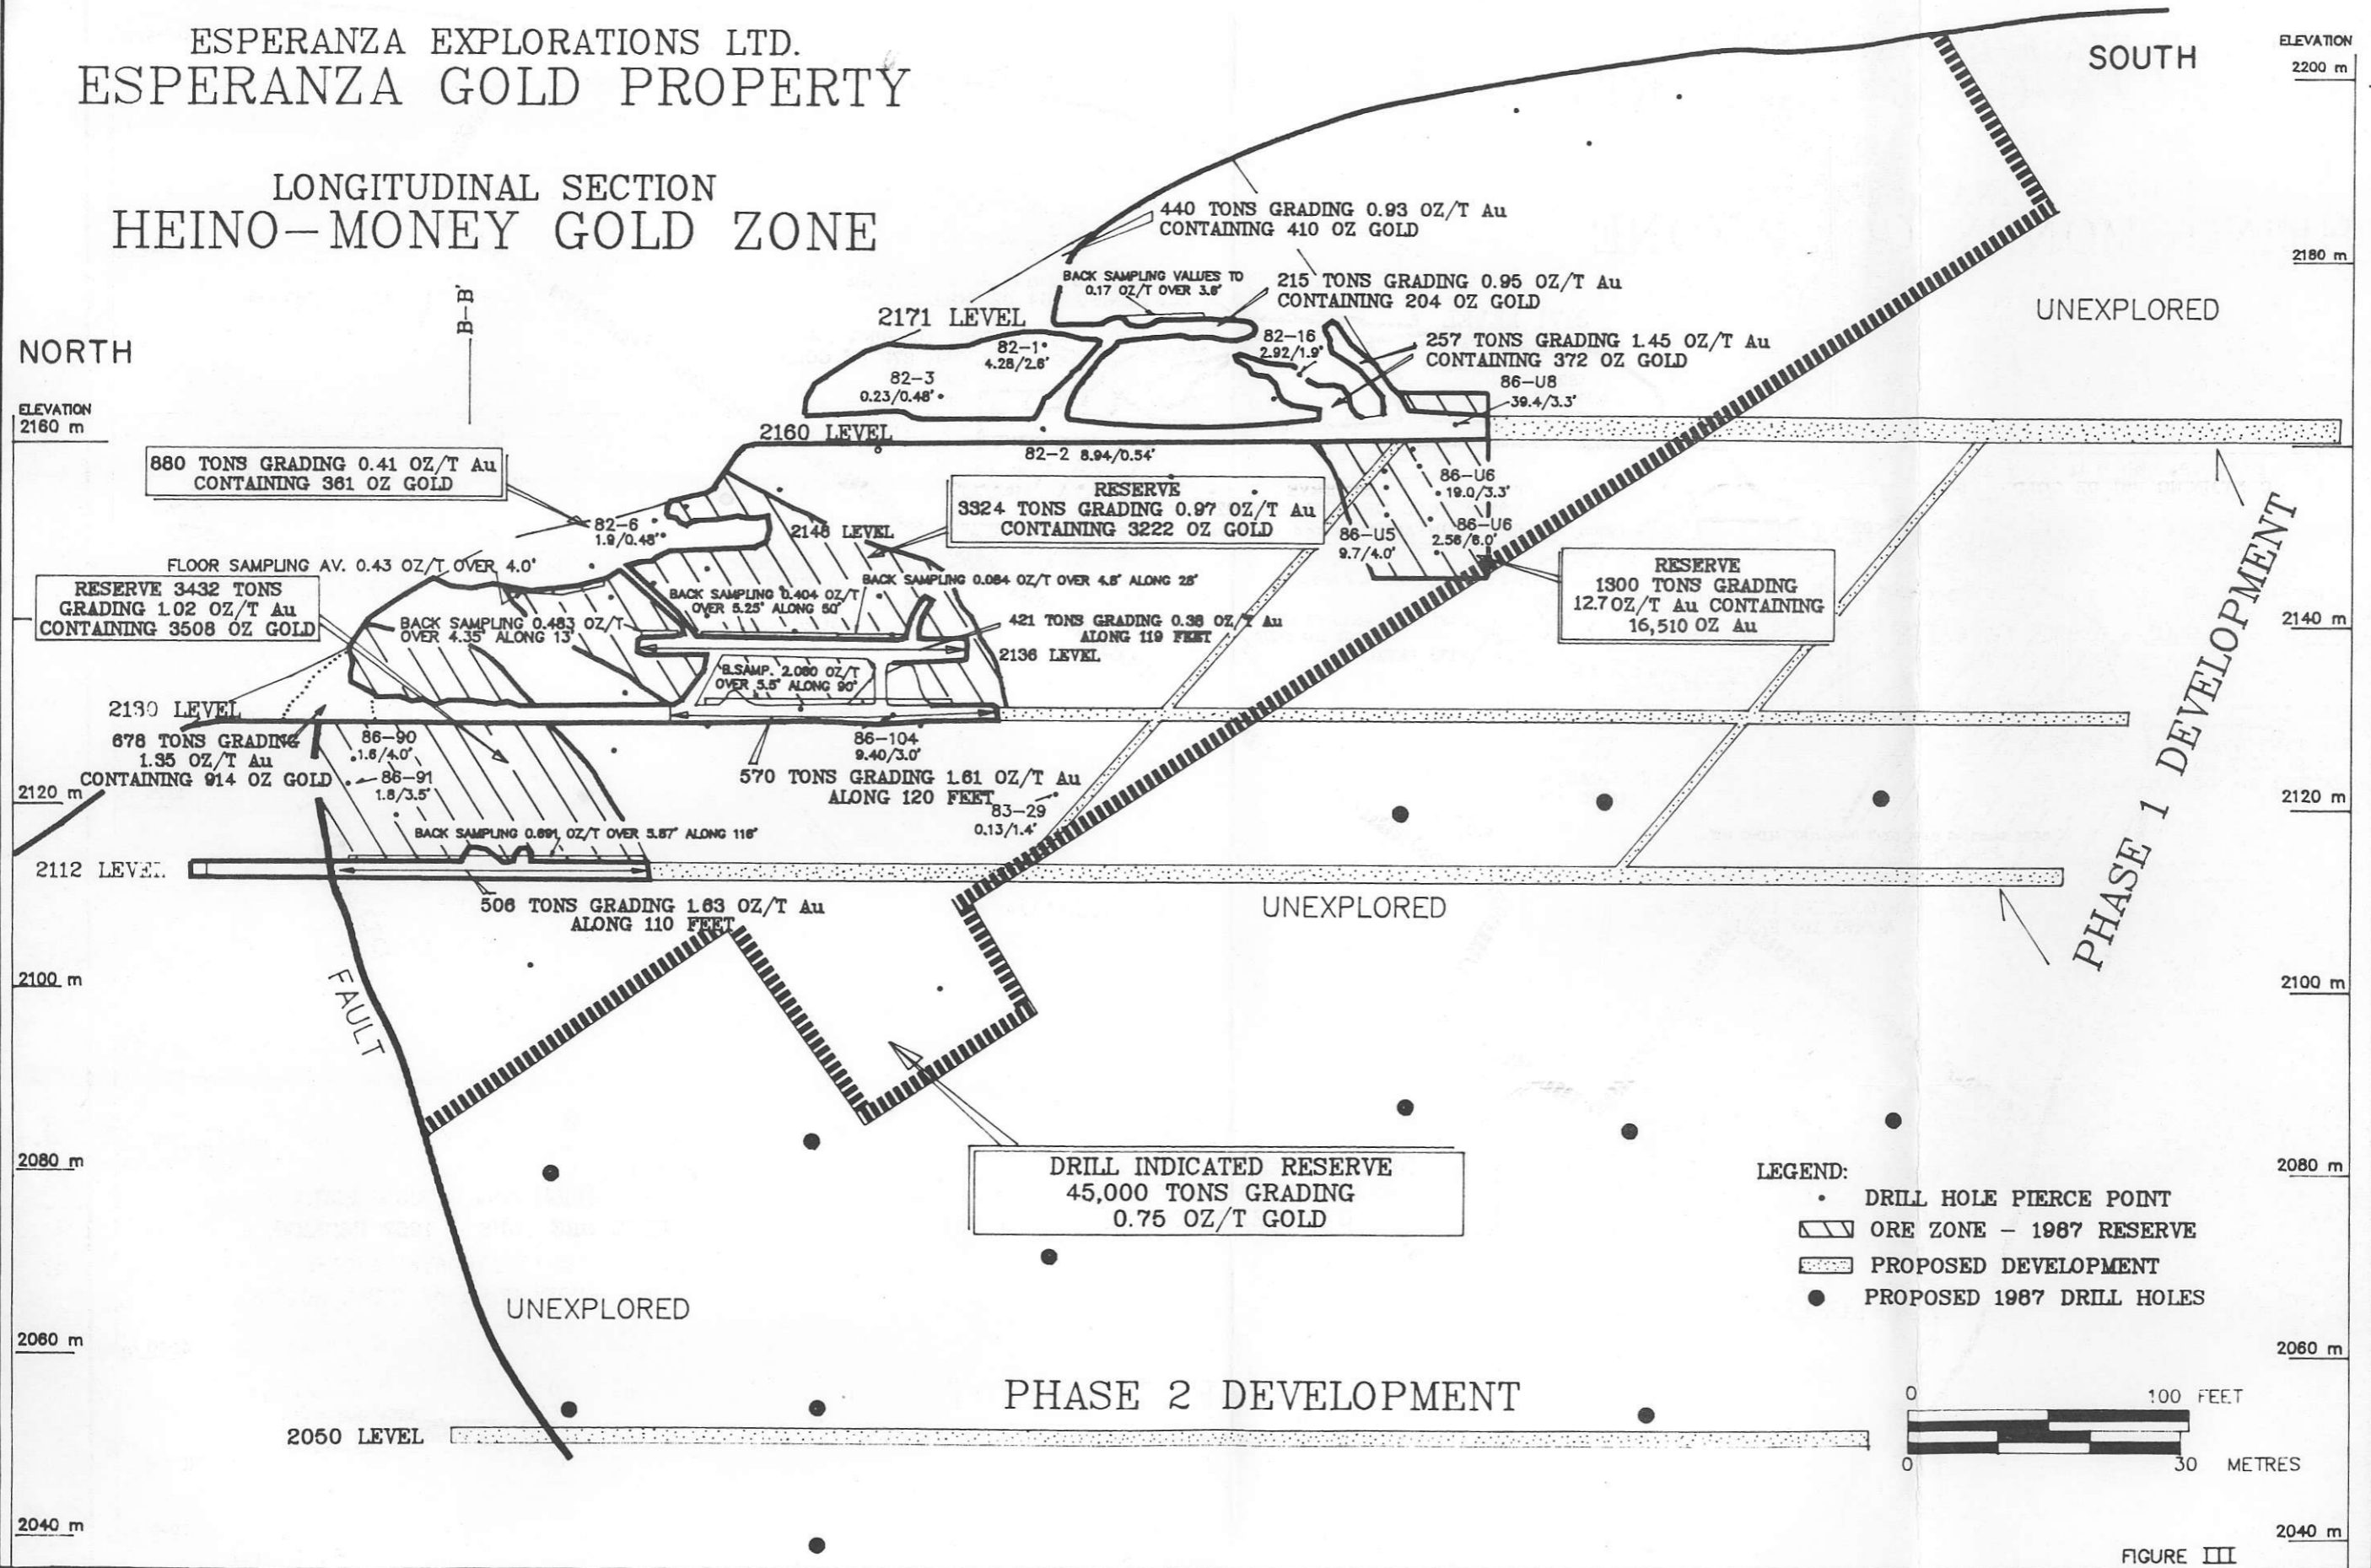 ESPERANZA EXPLORATIONS LTD.
ESPERANZA GOLD PROPERTY
LONGITUDINAL SECTION
HEINO-MONEY GOLD ZONE
SOUTH
ELEVATION
2200 m
2180 m
UNEXPLORED
B-B'
NORTH
ELEVATION
2160 m
440 TONS GRADING 0.93 OZ/T Au
CONTAINING 410 OZ GOLD
BACK SAMPLING VALUES TO
0.17 OZ/T OVER 3.8'
215 TONS GRADING 0.95 OZ/T Au
CONTAINING 204 OZ GOLD
2171 LEVEL
82-1
4.28/2.6'
82-3
0.23/0.48'
82-16
2.92/1.9'
257 TONS GRADING 1.45 OZ/T Au
CONTAINING 372 OZ GOLD
86-U8
39.4/3.3'
2160 LEVEL
82-2 8.94/0.54'
880 TONS GRADING 0.41 OZ/T Au
CONTAINING 361 OZ GOLD
RESERVE
3324 TONS GRADING 0.97 OZ/T Au
CONTAINING 3222 OZ GOLD
86-U6
19.0/3.3'
86-U6
2.56/6.0'
86-U5
9.7/4.0'
82-6
1.9/0.48'
2148 LEVEL
FLOOR SAMPLING AV. 0.43 OZ/T OVER 4.0'
RESERVE 3432 TONS
GRADING 1.02 OZ/T Au
CONTAINING 3508 OZ GOLD
BACK SAMPLING 0.404 OZ/T
OVER 5.25' ALONG 50'
BACK SAMPLING 0.084 OZ/T OVER 4.8' ALONG 28'
BACK SAMPLING 0.483 OZ/T
OVER 4.35' ALONG 13'
421 TONS GRADING 0.38 OZ/T Au
ALONG 119 FEET
2136 LEVEL
RESERVE
1300 TONS GRADING
12.7 OZ/T Au CONTAINING
16,510 OZ Au
2140 m
B.SAMP. 2.080 OZ/T
OVER 5.5' ALONG 90'
2130 LEVEL
678 TONS GRADING
1.35 OZ/T Au
CONTAINING 914 OZ GOLD
86-90
1.6/4.0'
86-91
1.8/3.5'
86-104
9.40/3.0'
570 TONS GRADING 1.61 OZ/T Au
ALONG 120 FEET
83-29
0.13/1.4'
2120 m
2120 m
PHASE 1 DEVELOPMENT
BACK SAMPLING 0.691 OZ/T OVER 5.87' ALONG 116'
2112 LEVEL
506 TONS GRADING 1.63 OZ/T Au
ALONG 110 FEET
UNEXPLORED
2100 m
2100 m
FAULT
DRILL INDICATED RESERVE
45,000 TONS GRADING
0.75 OZ/T GOLD
2080 m
2080 m
LEGEND:
DRILL HOLE PIERCE POINT
ORE ZONE - 1987 RESERVE
PROPOSED DEVELOPMENT
PROPOSED 1987 DRILL HOLES
UNEXPLORED
2060 m
2060 m
PHASE 2 DEVELOPMENT
0 100 FEET
0 30 METRES
2050 LEVEL
2040 m
2040 m
FIGURE III